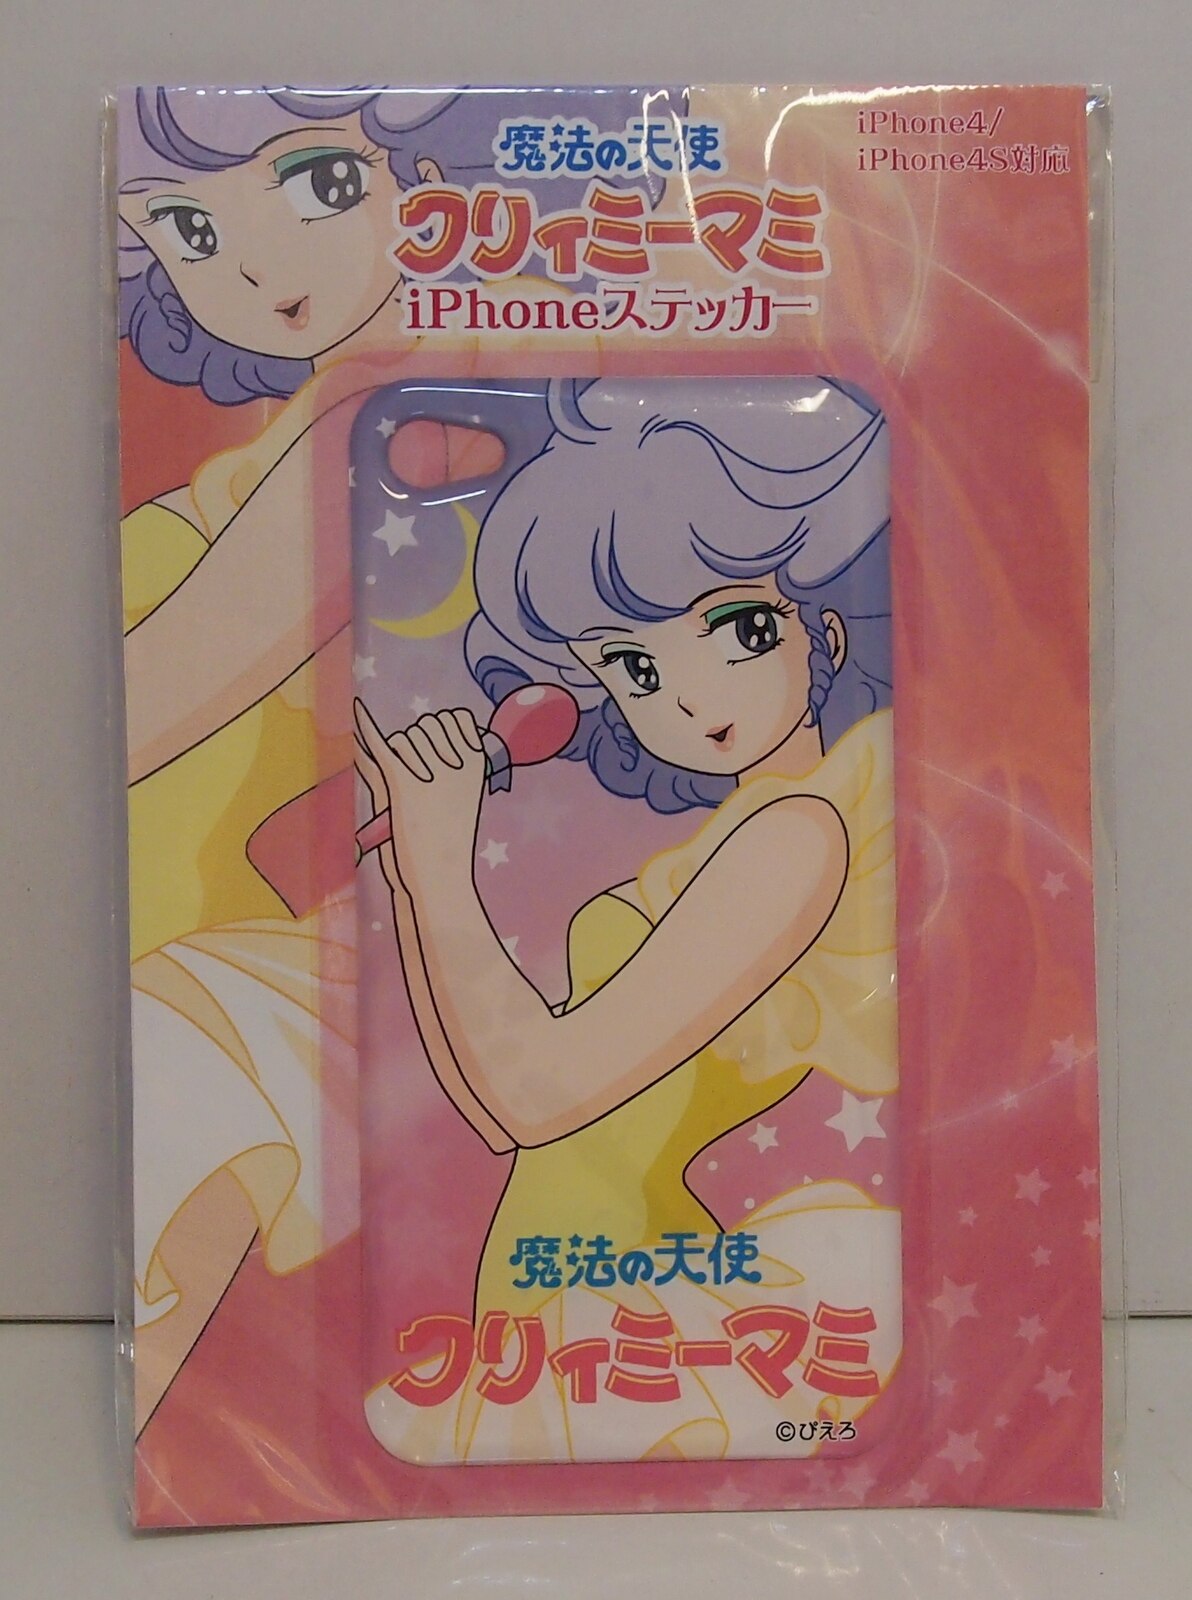 魔法の天使
クリィミーマミ
iPhoneステッカー
iPhone4/
iPhone4S対応
魔法の天使
クリィミーマミ
©ぴえろ